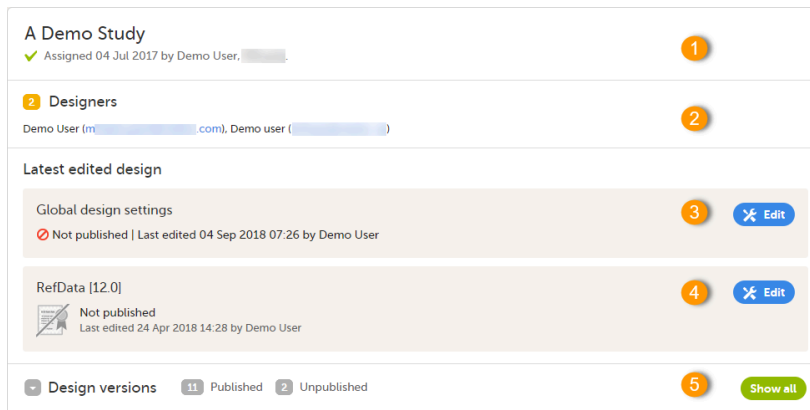 A Demo Study
Assigned 04 Jul 2017 by Demo User, .
1
2 Designers
Demo User (m .com), Demo user ( )
2
Latest edited design
Global design settings
3
Edit
Not published | Last edited 04 Sep 2018 07:26 by Demo User
RefData [12.0]
4
Edit
Not published
Last edited 24 Apr 2018 14:28 by Demo User
Design versions 11 Published 2 Unpublished
5
Show all